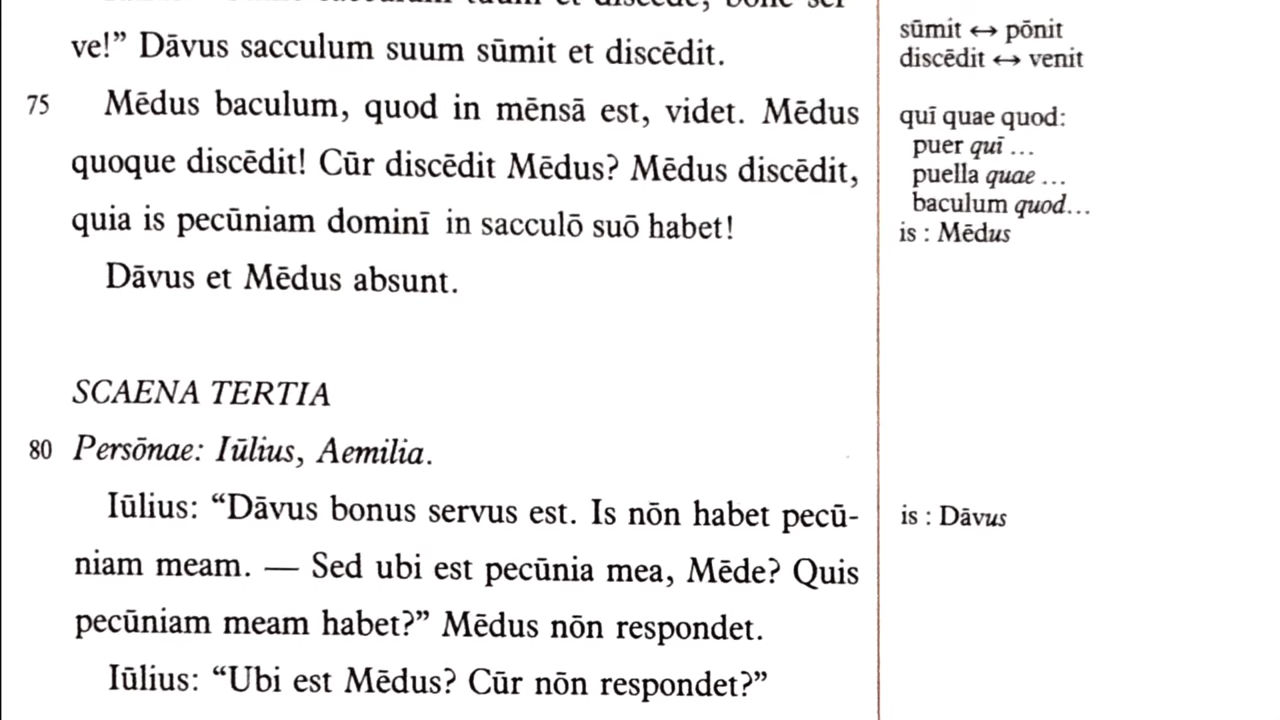 ve!” Dāvus sacculum suum sūmit et discēdit.
75 Mēdus baculum, quod in mēnsā est, videt. Mēdus
quoque discēdit! Cūr discēdit Mēdus? Mēdus discēdit,
quia is pecūniam dominī in sacculō suō habet!
Dāvus et Mēdus absunt.
SCAENA TERTIA
80 Persōnae: Iūlius, Aemilia.
Iūlius: “Dāvus bonus servus est. Is nōn habet pecū-
niam meam. — Sed ubi est pecūnia mea, Mēde? Quis
pecūniam meam habet?” Mēdus nōn respondet.
Iūlius: “Ubi est Mēdus? Cūr nōn respondet?”
sūmit ↔ pōnit
discēdit ↔ venit
quī quae quod:
puer quī ...
puella quae ...
baculum quod...
is : Mēdus
is : Dāvus